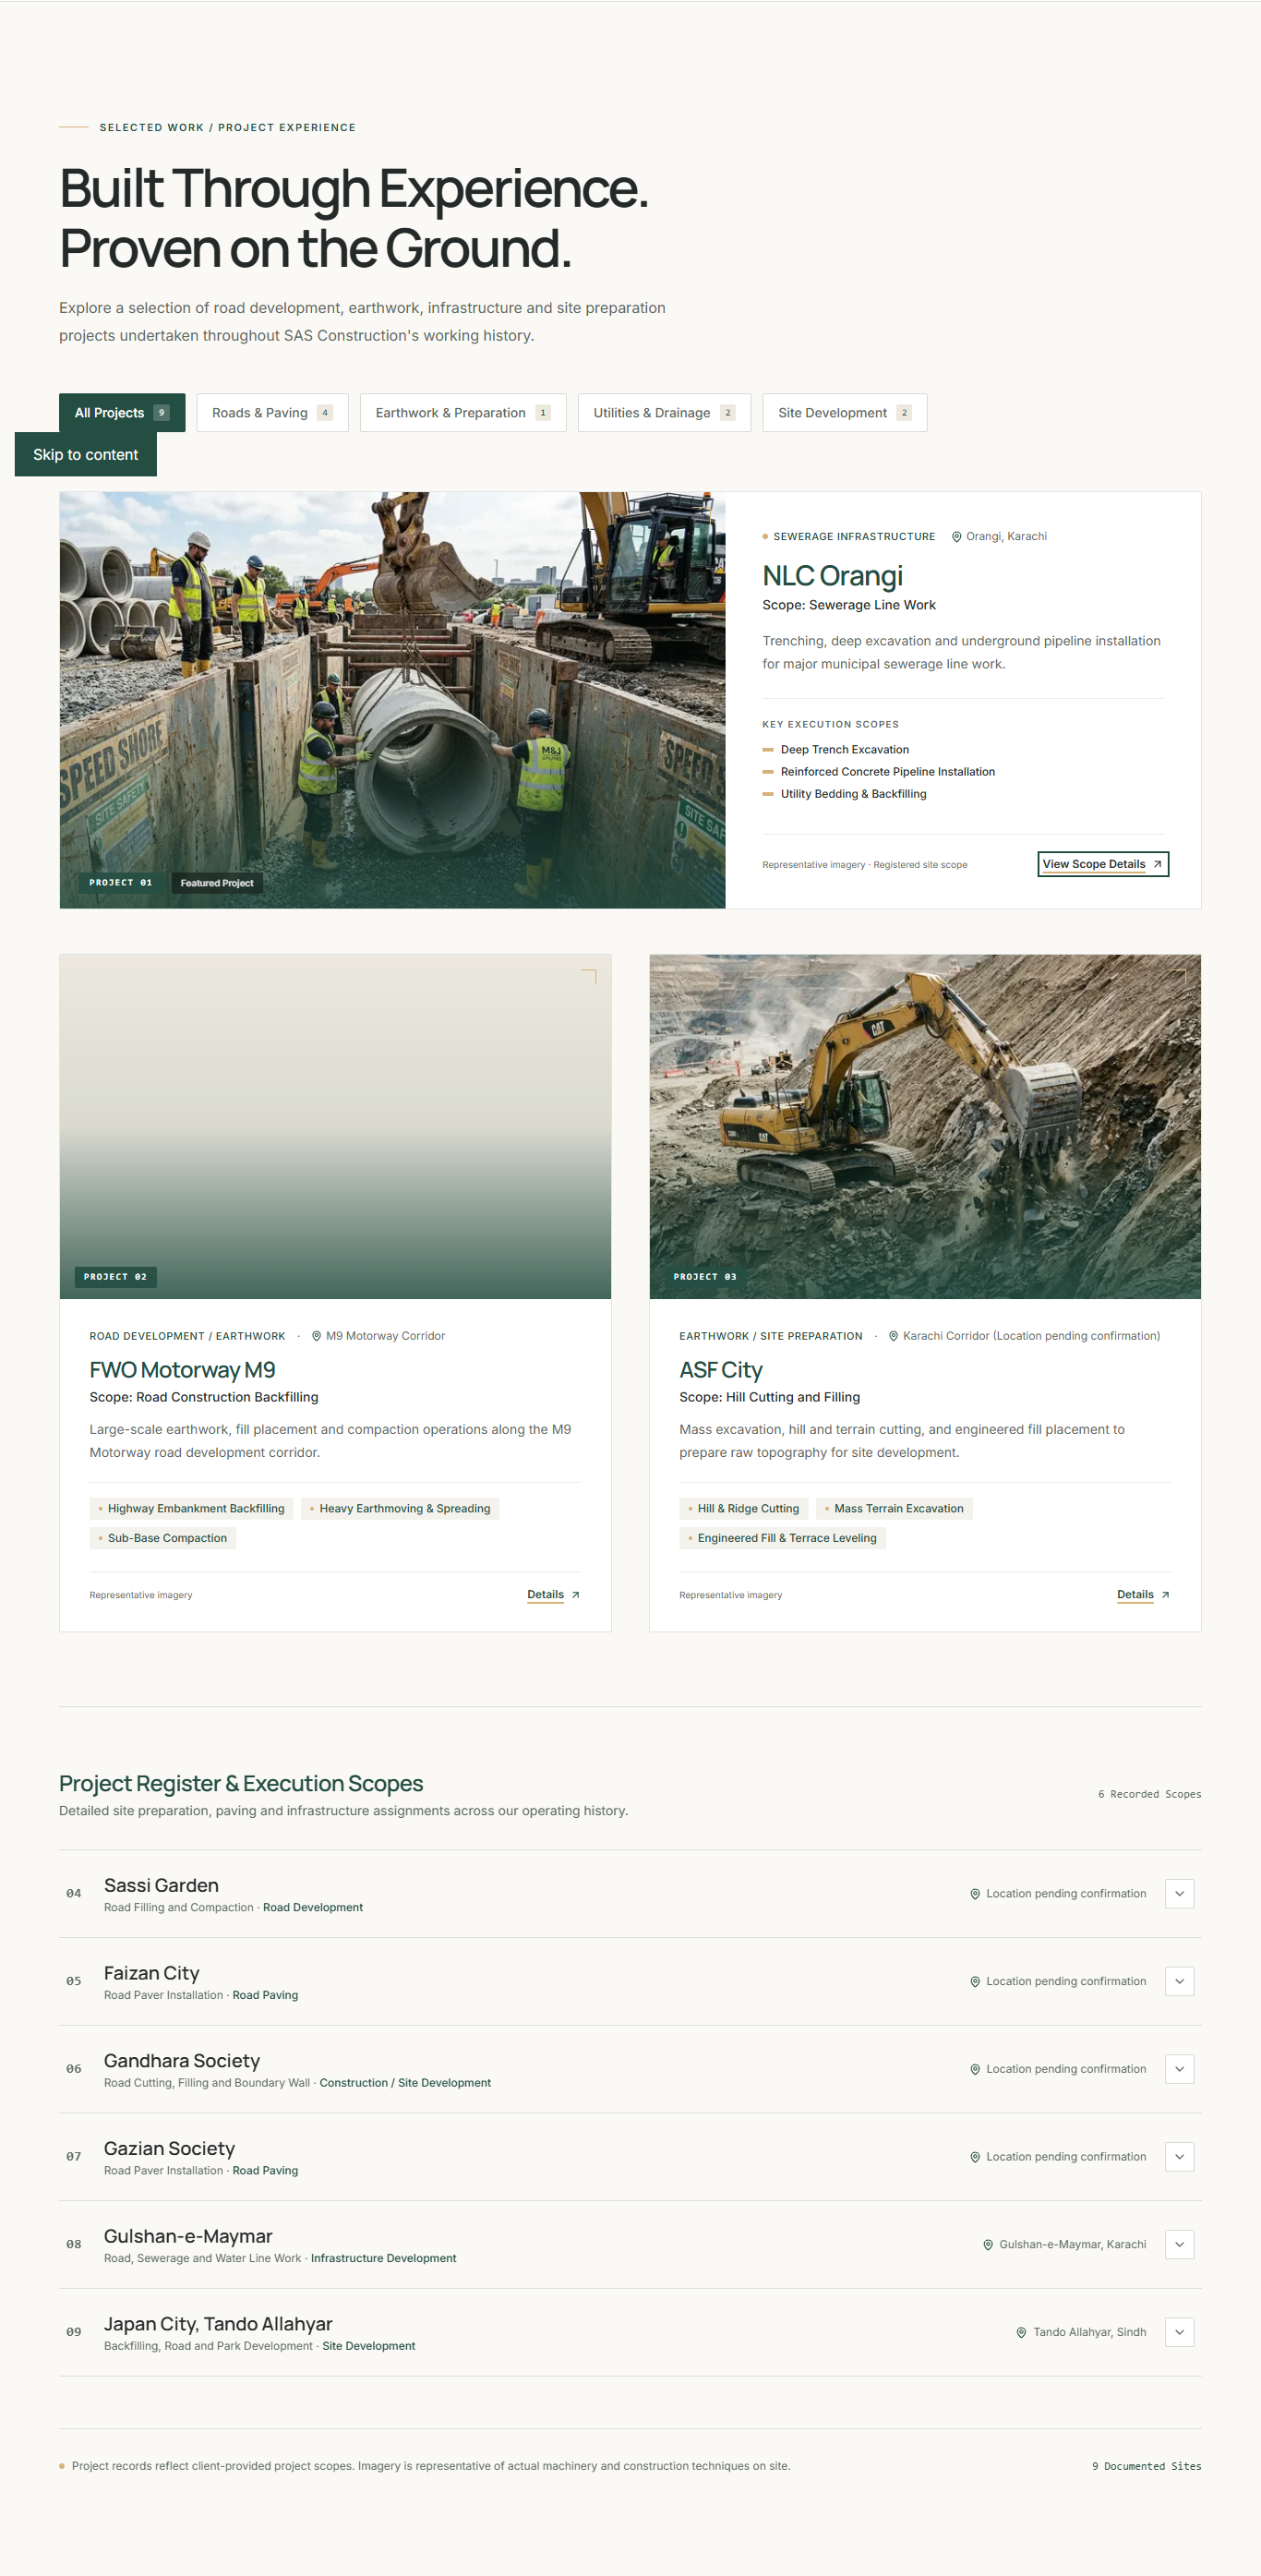 SELECTED WORK / PROJECT EXPERIENCE
Built Through Experience.
Proven on the Ground.
Explore a selection of road development, earthwork, infrastructure and site preparation
projects undertaken throughout SAS Construction's working history.
All Projects 9
Roads & Paving 4
Earthwork & Preparation 1
Utilities & Drainage 2
Site Development 2
Skip to content
SPEED SHORE
SITE SAFETY
M&J
SPEED
SITE SAF
CAT
PROJECT 01
Featured Project
SEWERAGE INFRASTRUCTURE
Orangi, Karachi
NLC Orangi
Scope: Sewerage Line Work
Trenching, deep excavation and underground pipeline installation
for major municipal sewerage line work.
KEY EXECUTION SCOPES
Deep Trench Excavation
Reinforced Concrete Pipeline Installation
Utility Bedding & Backfilling
Representative imagery · Registered site scope
View Scope Details
PROJECT 02
ROAD DEVELOPMENT / EARTHWORK · M9 Motorway Corridor
FWO Motorway M9
Scope: Road Construction Backfilling
Large-scale earthwork, fill placement and compaction operations along the M9
Motorway road development corridor.
Highway Embankment Backfilling
Heavy Earthmoving & Spreading
Sub-Base Compaction
Representative imagery
Details
CAT
CAT
PROJECT 03
EARTHWORK / SITE PREPARATION · Karachi Corridor (Location pending confirmation)
ASF City
Scope: Hill Cutting and Filling
Mass excavation, hill and terrain cutting, and engineered fill placement to
prepare raw topography for site development.
Hill & Ridge Cutting
Mass Terrain Excavation
Engineered Fill & Terrace Leveling
Representative imagery
Details
Project Register & Execution Scopes
Detailed site preparation, paving and infrastructure assignments across our operating history.
6 Recorded Scopes
04
Sassi Garden
Road Filling and Compaction · Road Development
Location pending confirmation
05
Faizan City
Road Paver Installation · Road Paving
Location pending confirmation
06
Gandhara Society
Road Cutting, Filling and Boundary Wall · Construction / Site Development
Location pending confirmation
07
Gazian Society
Road Paver Installation · Road Paving
Location pending confirmation
08
Gulshan-e-Maymar
Road, Sewerage and Water Line Work · Infrastructure Development
Gulshan-e-Maymar, Karachi
09
Japan City, Tando Allahyar
Backfilling, Road and Park Development · Site Development
Tando Allahyar, Sindh
Project records reflect client-provided project scopes. Imagery is representative of actual machinery and construction techniques on site.
9 Documented Sites